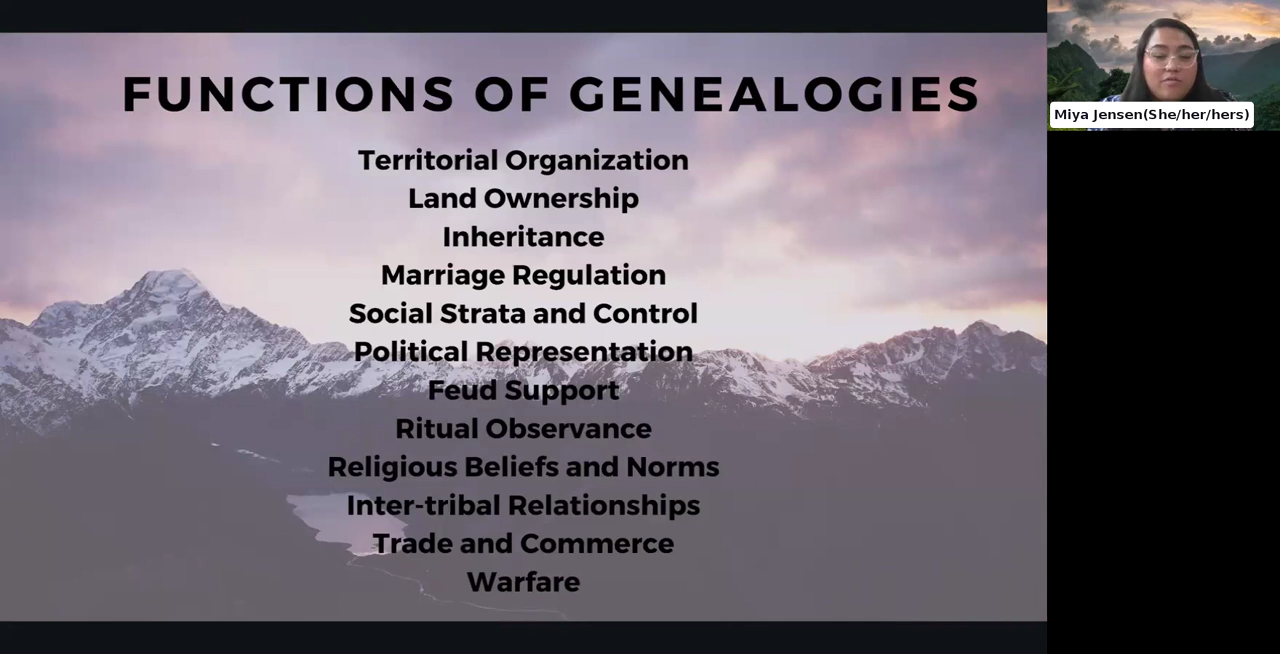 FUNCTIONS OF GENEALOGIES
Territorial Organization
Land Ownership
Inheritance
Marriage Regulation
Social Strata and Control
Political Representation
Feud Support
Ritual Observance
Religious Beliefs and Norms
Inter-tribal Relationships
Trade and Commerce
Warfare
Miya Jensen(She/her/hers)